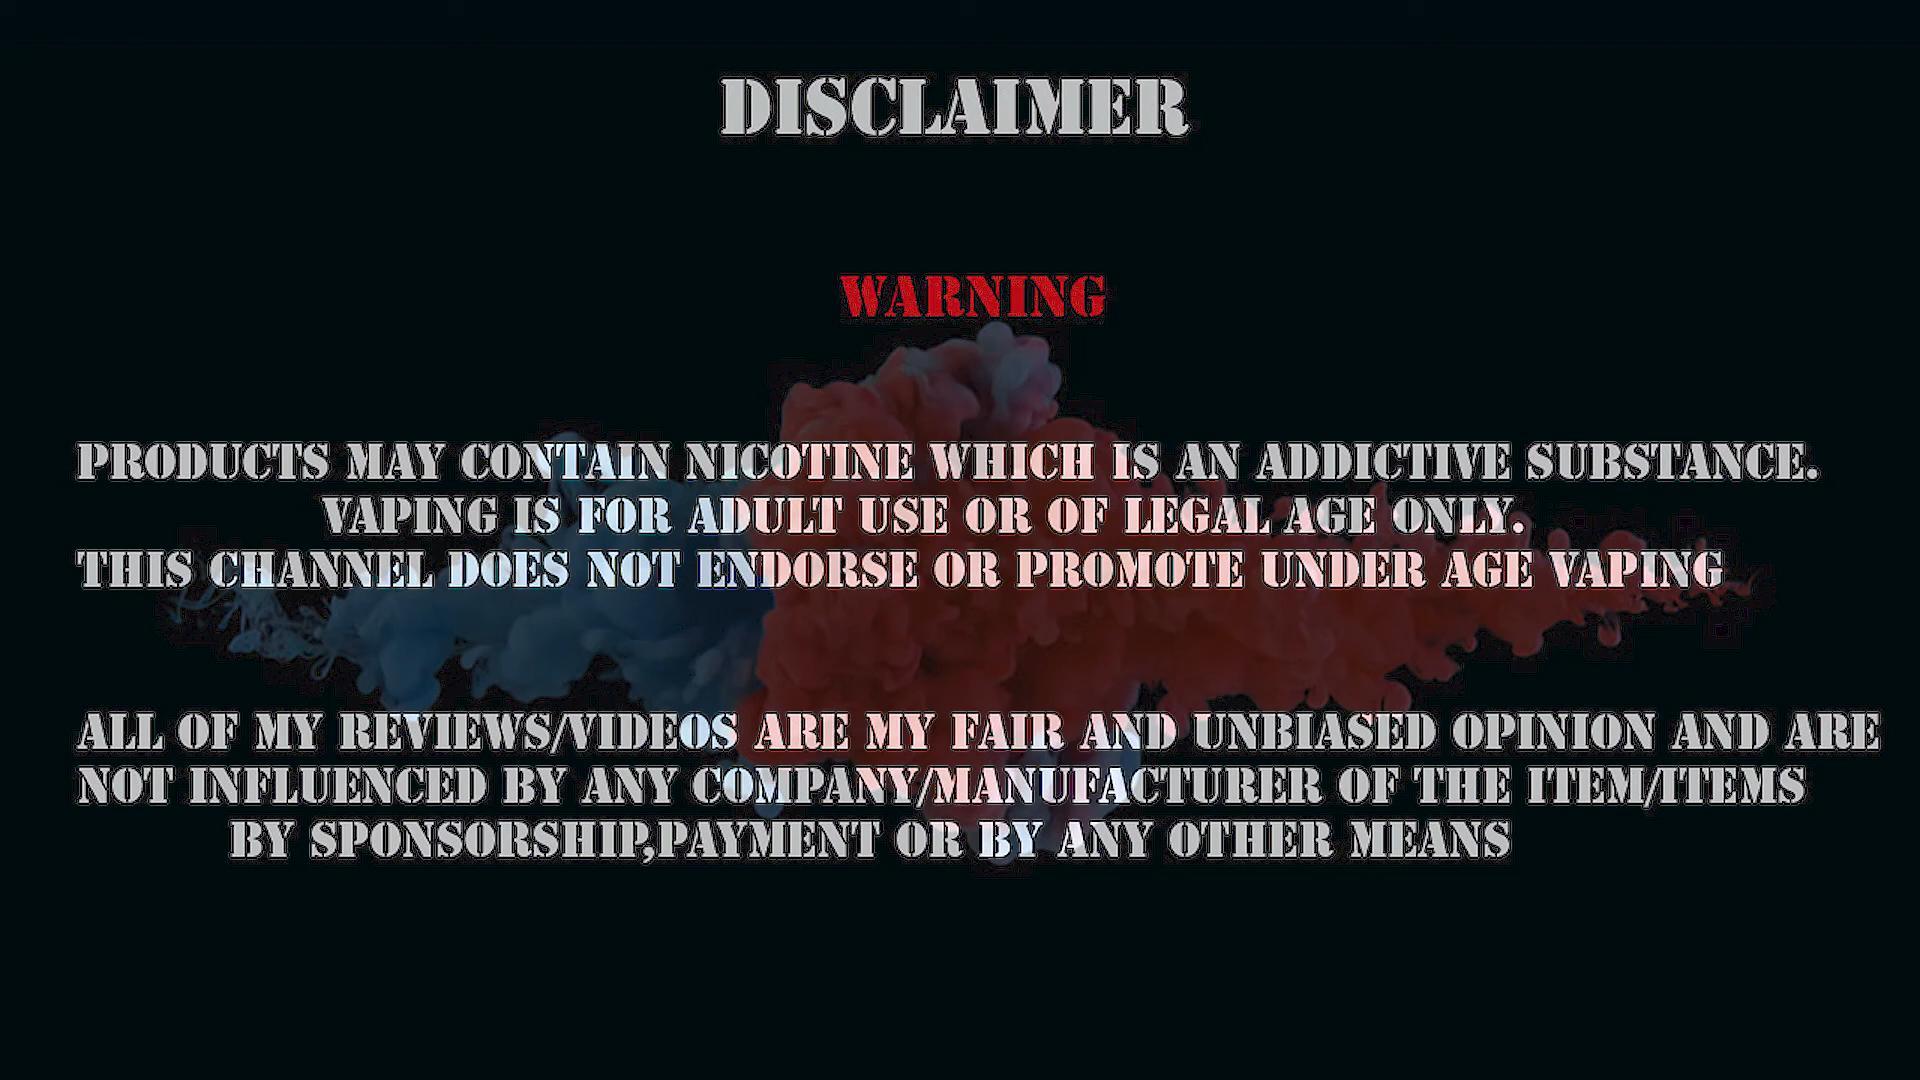 DISCLAIMER
WARNING
PRODUCTS MAY CONTAIN NICOTINE WHICH IS AN ADDICTIVE SUBSTANCE.
VAPING IS FOR ADULT USE OR OF LEGAL AGE ONLY.
THIS CHANNEL DOES NOT ENDORSE OR PROMOTE UNDER AGE VAPING
ALL OF MY REVIEWS/VIDEOS ARE MY FAIR AND UNBIASED OPINION AND ARE
NOT INFLUENCED BY ANY COMPANY/MANUFACTURER OF THE ITEM/ITEMS
BY SPONSORSHIP,PAYMENT OR BY ANY OTHER MEANS